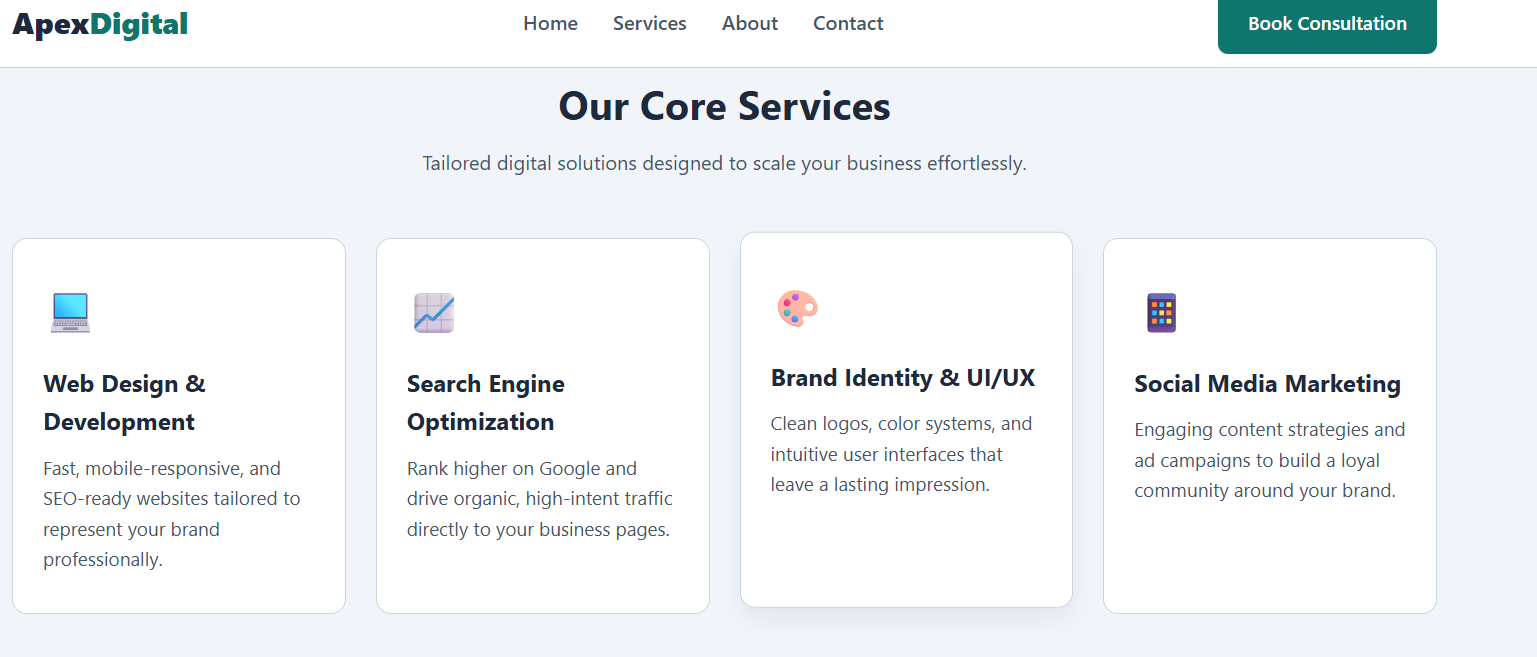 ApexDigital
Home
Services
About
Contact
Book Consultation
Our Core Services
Tailored digital solutions designed to scale your business effortlessly.
Web Design &
Development
Fast, mobile-responsive, and
SEO-ready websites tailored to
represent your brand
professionally.
Search Engine
Optimization
Rank higher on Google and
drive organic, high-intent traffic
directly to your business pages.
Brand Identity & UI/UX
Clean logos, color systems, and
intuitive user interfaces that
leave a lasting impression.
Social Media Marketing
Engaging content strategies and
ad campaigns to build a loyal
community around your brand.